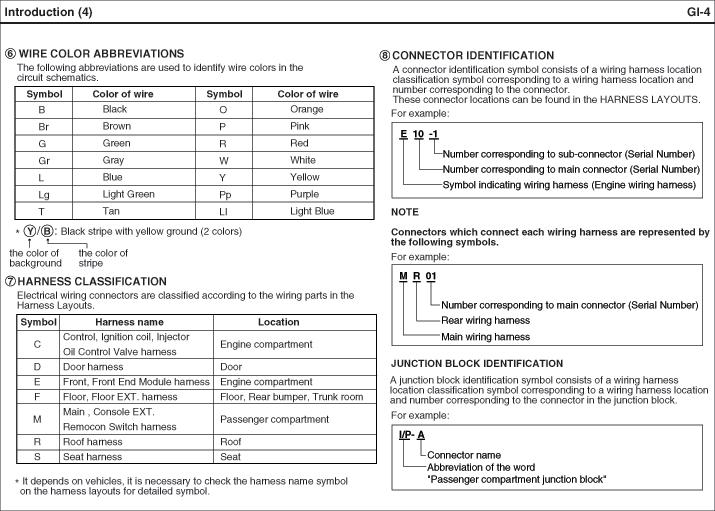 Introduction (4)
GI-4
⑥ WIRE COLOR ABBREVIATIONS
The following abbreviations are used to identify wire colors in the
circuit schematics.
Symbol Color of wire Symbol Color of wire
B Black O Orange
Br Brown P Pink
G Green R Red
Gr Gray W White
L Blue Y Yellow
Lg Light Green Pp Purple
T Tan Ll Light Blue
* Ⓨ/Ⓑ: Black stripe with yellow ground (2 colors)
the color of the color of
background stripe
⑦ HARNESS CLASSIFICATION
Electrical wiring connectors are classified according to the wiring parts in the
Harness Layouts.
Symbol Harness name Location
C Control, Ignition coil, Injector Engine compartment
Oil Control Valve harness
D Door harness Door
E Front, Front End Module harness Engine compartment
F Floor, Floor EXT. harness Floor, Rear bumper, Trunk room
M Main , Console EXT. Passenger compartment
Remocon Switch harness
R Roof harness Roof
S Seat harness Seat
* It depends on vehicles, it is necessary to check the harness name symbol
on the harness layouts for detailed symbol.
⑧ CONNECTOR IDENTIFICATION
A connector identification symbol consists of a wiring harness location
classification symbol corresponding to a wiring harness location and
number corresponding to the connector.
These connector locations can be found in the HARNESS LAYOUTS.
For example:
E 10 -1
Number corresponding to sub-connector (Serial Number)
Number corresponding to main connector (Serial Number)
Symbol indicating wiring harness (Engine wiring harness)
NOTE
Connectors which connect each wiring harness are represented by
the following symbols.
For example:
M R 01
Number corresponding to main connector (Serial Number)
Rear wiring harness
Main wiring harness
JUNCTION BLOCK IDENTIFICATION
A junction block identification symbol consists of a wiring harness
location classification symbol corresponding to a wiring harness location
and number corresponding to the connector in the junction block.
For example:
I/P- A
Connector name
Abbreviation of the word
"Passenger compartment junction block"